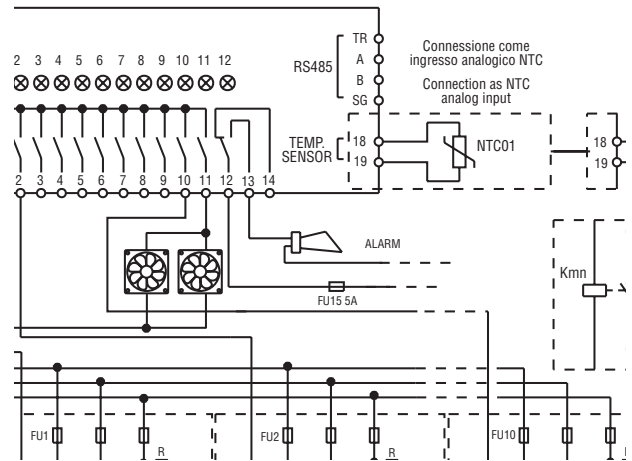 TR
A
B
SG
RS485
Connessione come
ingresso analogico NTC
Connection as NTC
analog input
2 3 4 5 6 7 8 9 10 11 12
TEMP.
SENSOR
18
19
NTC01
18
19
2 3 4 5 6 7 8 9 10 11 12 13 14
ALARM
FU15 5A
Kmn
FU1
R
FU2
R
FU10